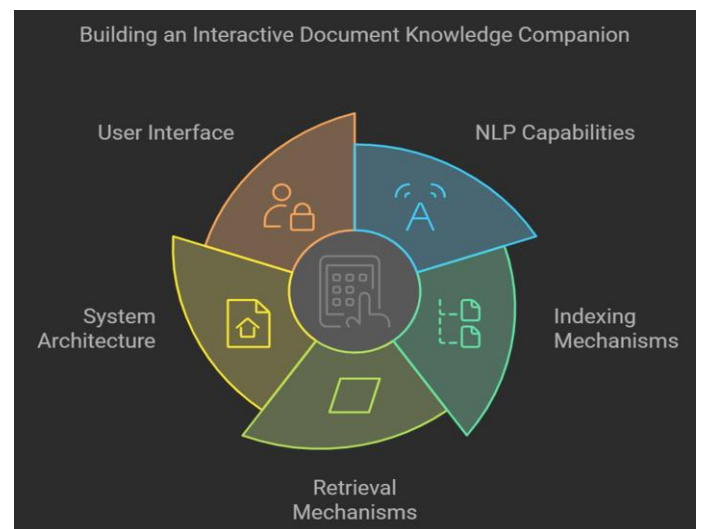 Building an Interactive Document Knowledge Companion
User Interface
NLP Capabilities
System
Architecture
Indexing
Mechanisms
Retrieval
Mechanisms